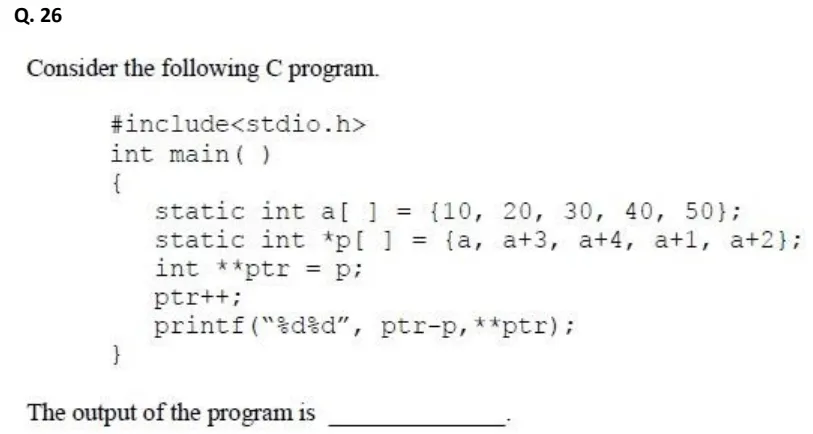 Q. 26
Consider the following C program.
#include<stdio.h>
int main( )
{
static int a[ ] = {10, 20, 30, 40, 50};
static int *p[ ] = {a, a+3, a+4, a+1, a+2};
int **ptr = p;
ptr++;
printf(“%d%d”, ptr-p,**ptr);
}
The output of the program is ____________.